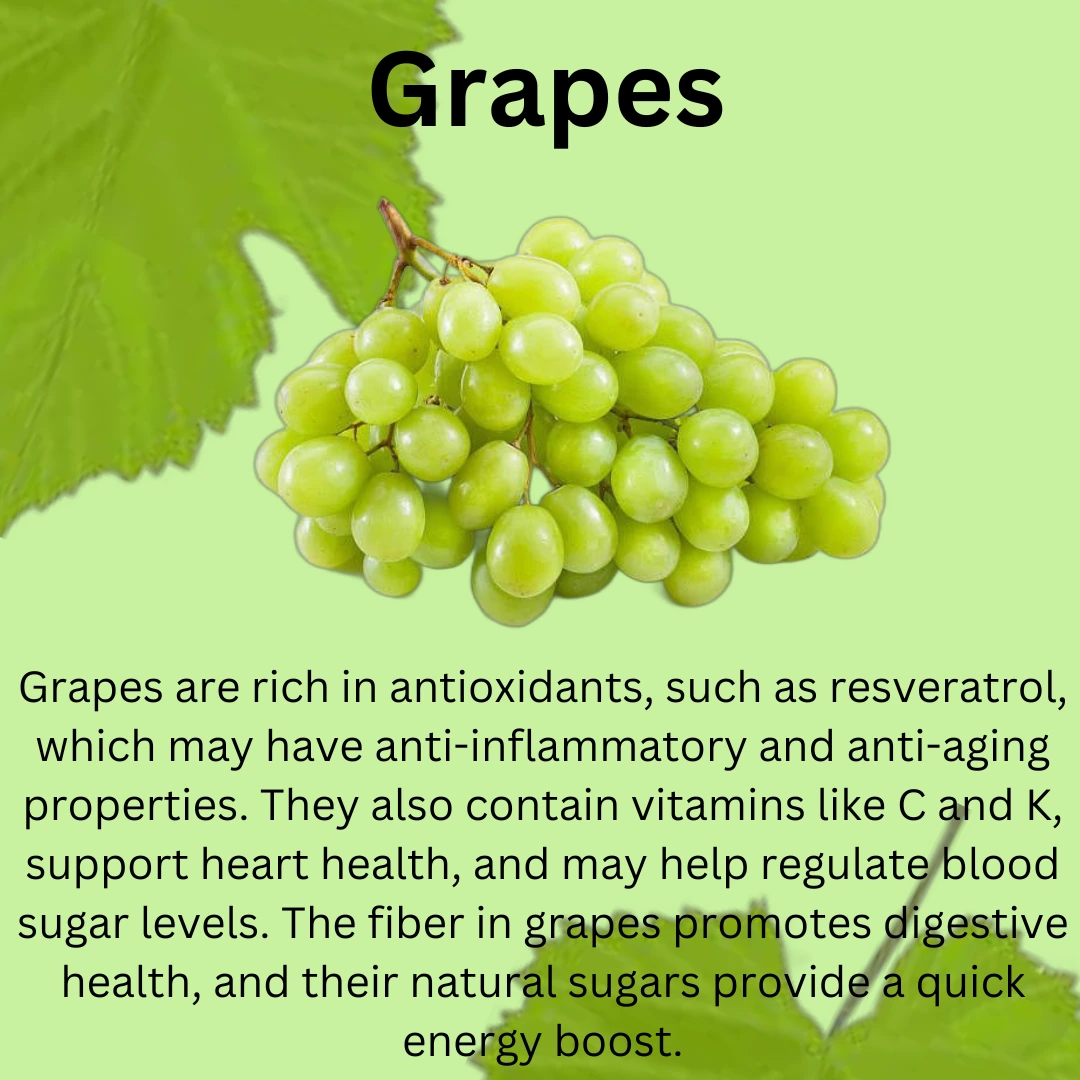 Grapes
Grapes are rich in antioxidants, such as resveratrol,
which may have anti-inflammatory and anti-aging
properties. They also contain vitamins like C and K,
support heart health, and may help regulate blood
sugar levels. The fiber in grapes promotes digestive
health, and their natural sugars provide a quick
energy boost.